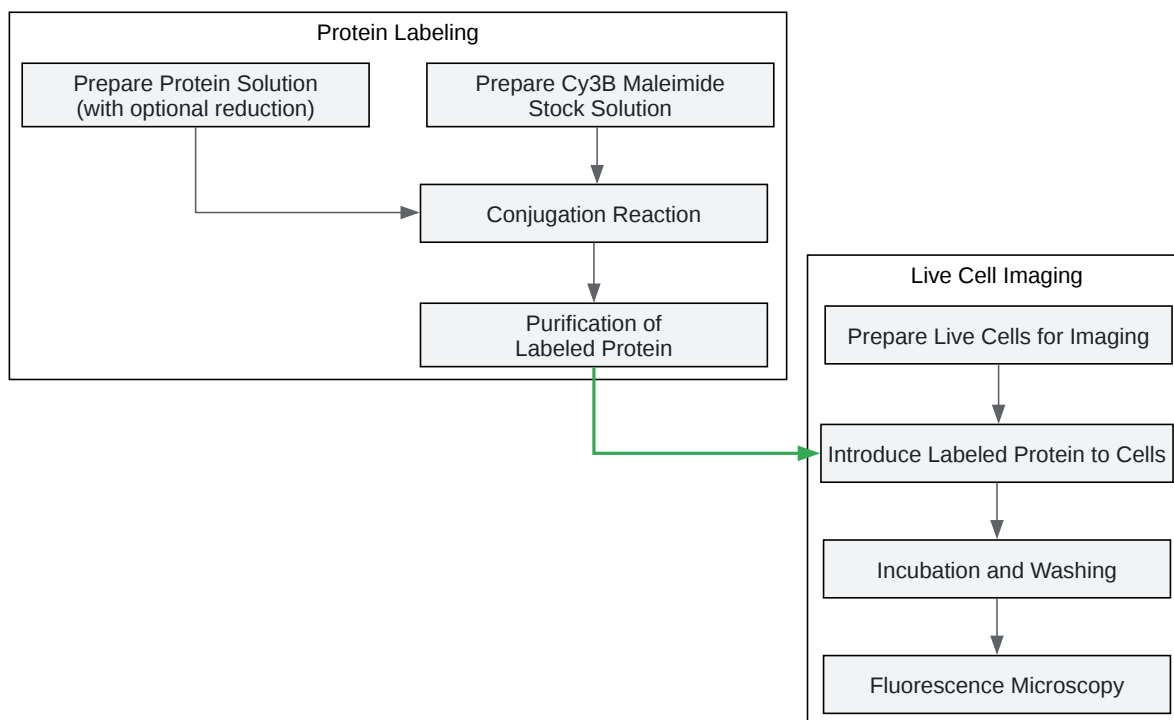 Protein Labeling
Prepare Protein Solution
(with optional reduction)
Prepare Cy3B Maleimide
Stock Solution
Conjugation Reaction
Purification of
Labeled Protein
Live Cell Imaging
Prepare Live Cells for Imaging
Introduce Labeled Protein to Cells
Incubation and Washing
Fluorescence Microscopy